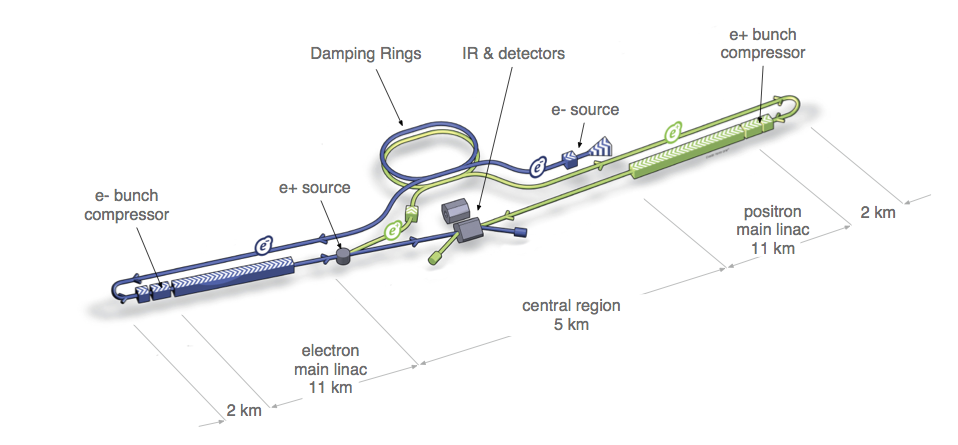 e+ bunch
compressor
Damping Rings
IR & detectors
e- source
e-
e+
e- bunch
compressor
e+ source
e+
e-
positron
main linac
11 km
2 km
central region
5 km
electron
main linac
11 km
2 km